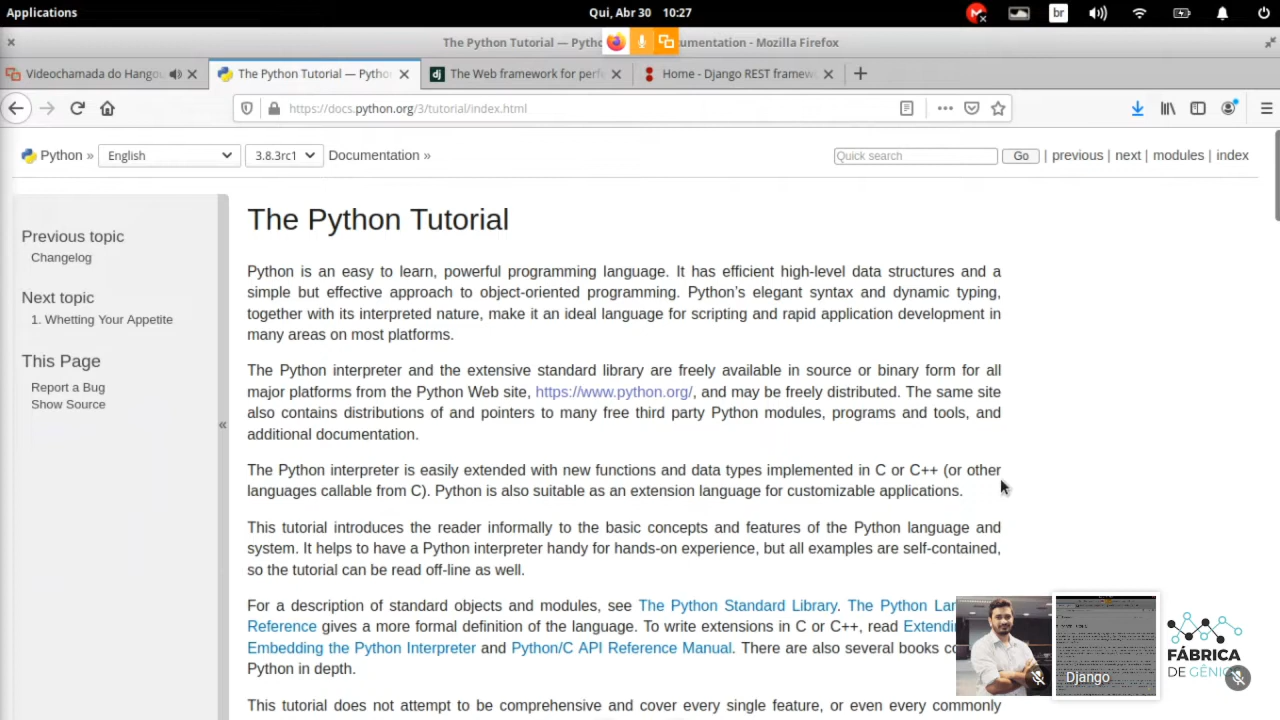 Applications
Qui, Abr 30 10:27
br
The Python Tutorial — Pytho
umentation - Mozilla Firefox
Videochamada do Hangou
The Python Tutorial — Pytho
The Web framework for perf
Home - Django REST framew
https://docs.python.org/3/tutorial/index.html
Python »
English
3.8.3rc1
Documentation »
Quick search
Go
| previous | next | modules | index
Previous topic
Changelog
Next topic
1. Whetting Your Appetite
This Page
Report a Bug
Show Source
«
The Python Tutorial
Python is an easy to learn, powerful programming language. It has efficient high-level data structures and a
simple but effective approach to object-oriented programming. Python’s elegant syntax and dynamic typing,
together with its interpreted nature, make it an ideal language for scripting and rapid application development in
many areas on most platforms.
The Python interpreter and the extensive standard library are freely available in source or binary form for all
major platforms from the Python Web site, https://www.python.org/, and may be freely distributed. The same site
also contains distributions of and pointers to many free third party Python modules, programs and tools, and
additional documentation.
The Python interpreter is easily extended with new functions and data types implemented in C or C++ (or other
languages callable from C). Python is also suitable as an extension language for customizable applications.
This tutorial introduces the reader informally to the basic concepts and features of the Python language and
system. It helps to have a Python interpreter handy for hands-on experience, but all examples are self-contained,
so the tutorial can be read off-line as well.
For a description of standard objects and modules, see The Python Standard Library. The Python Lan
Reference gives a more formal definition of the language. To write extensions in C or C++, read Extendin
Embedding the Python Interpreter and Python/C API Reference Manual. There are also several books co
Python in depth.
This tutorial does not attempt to be comprehensive and cover every single feature, or even every commonly
Django
FÁBRICA
DE GÊNIO